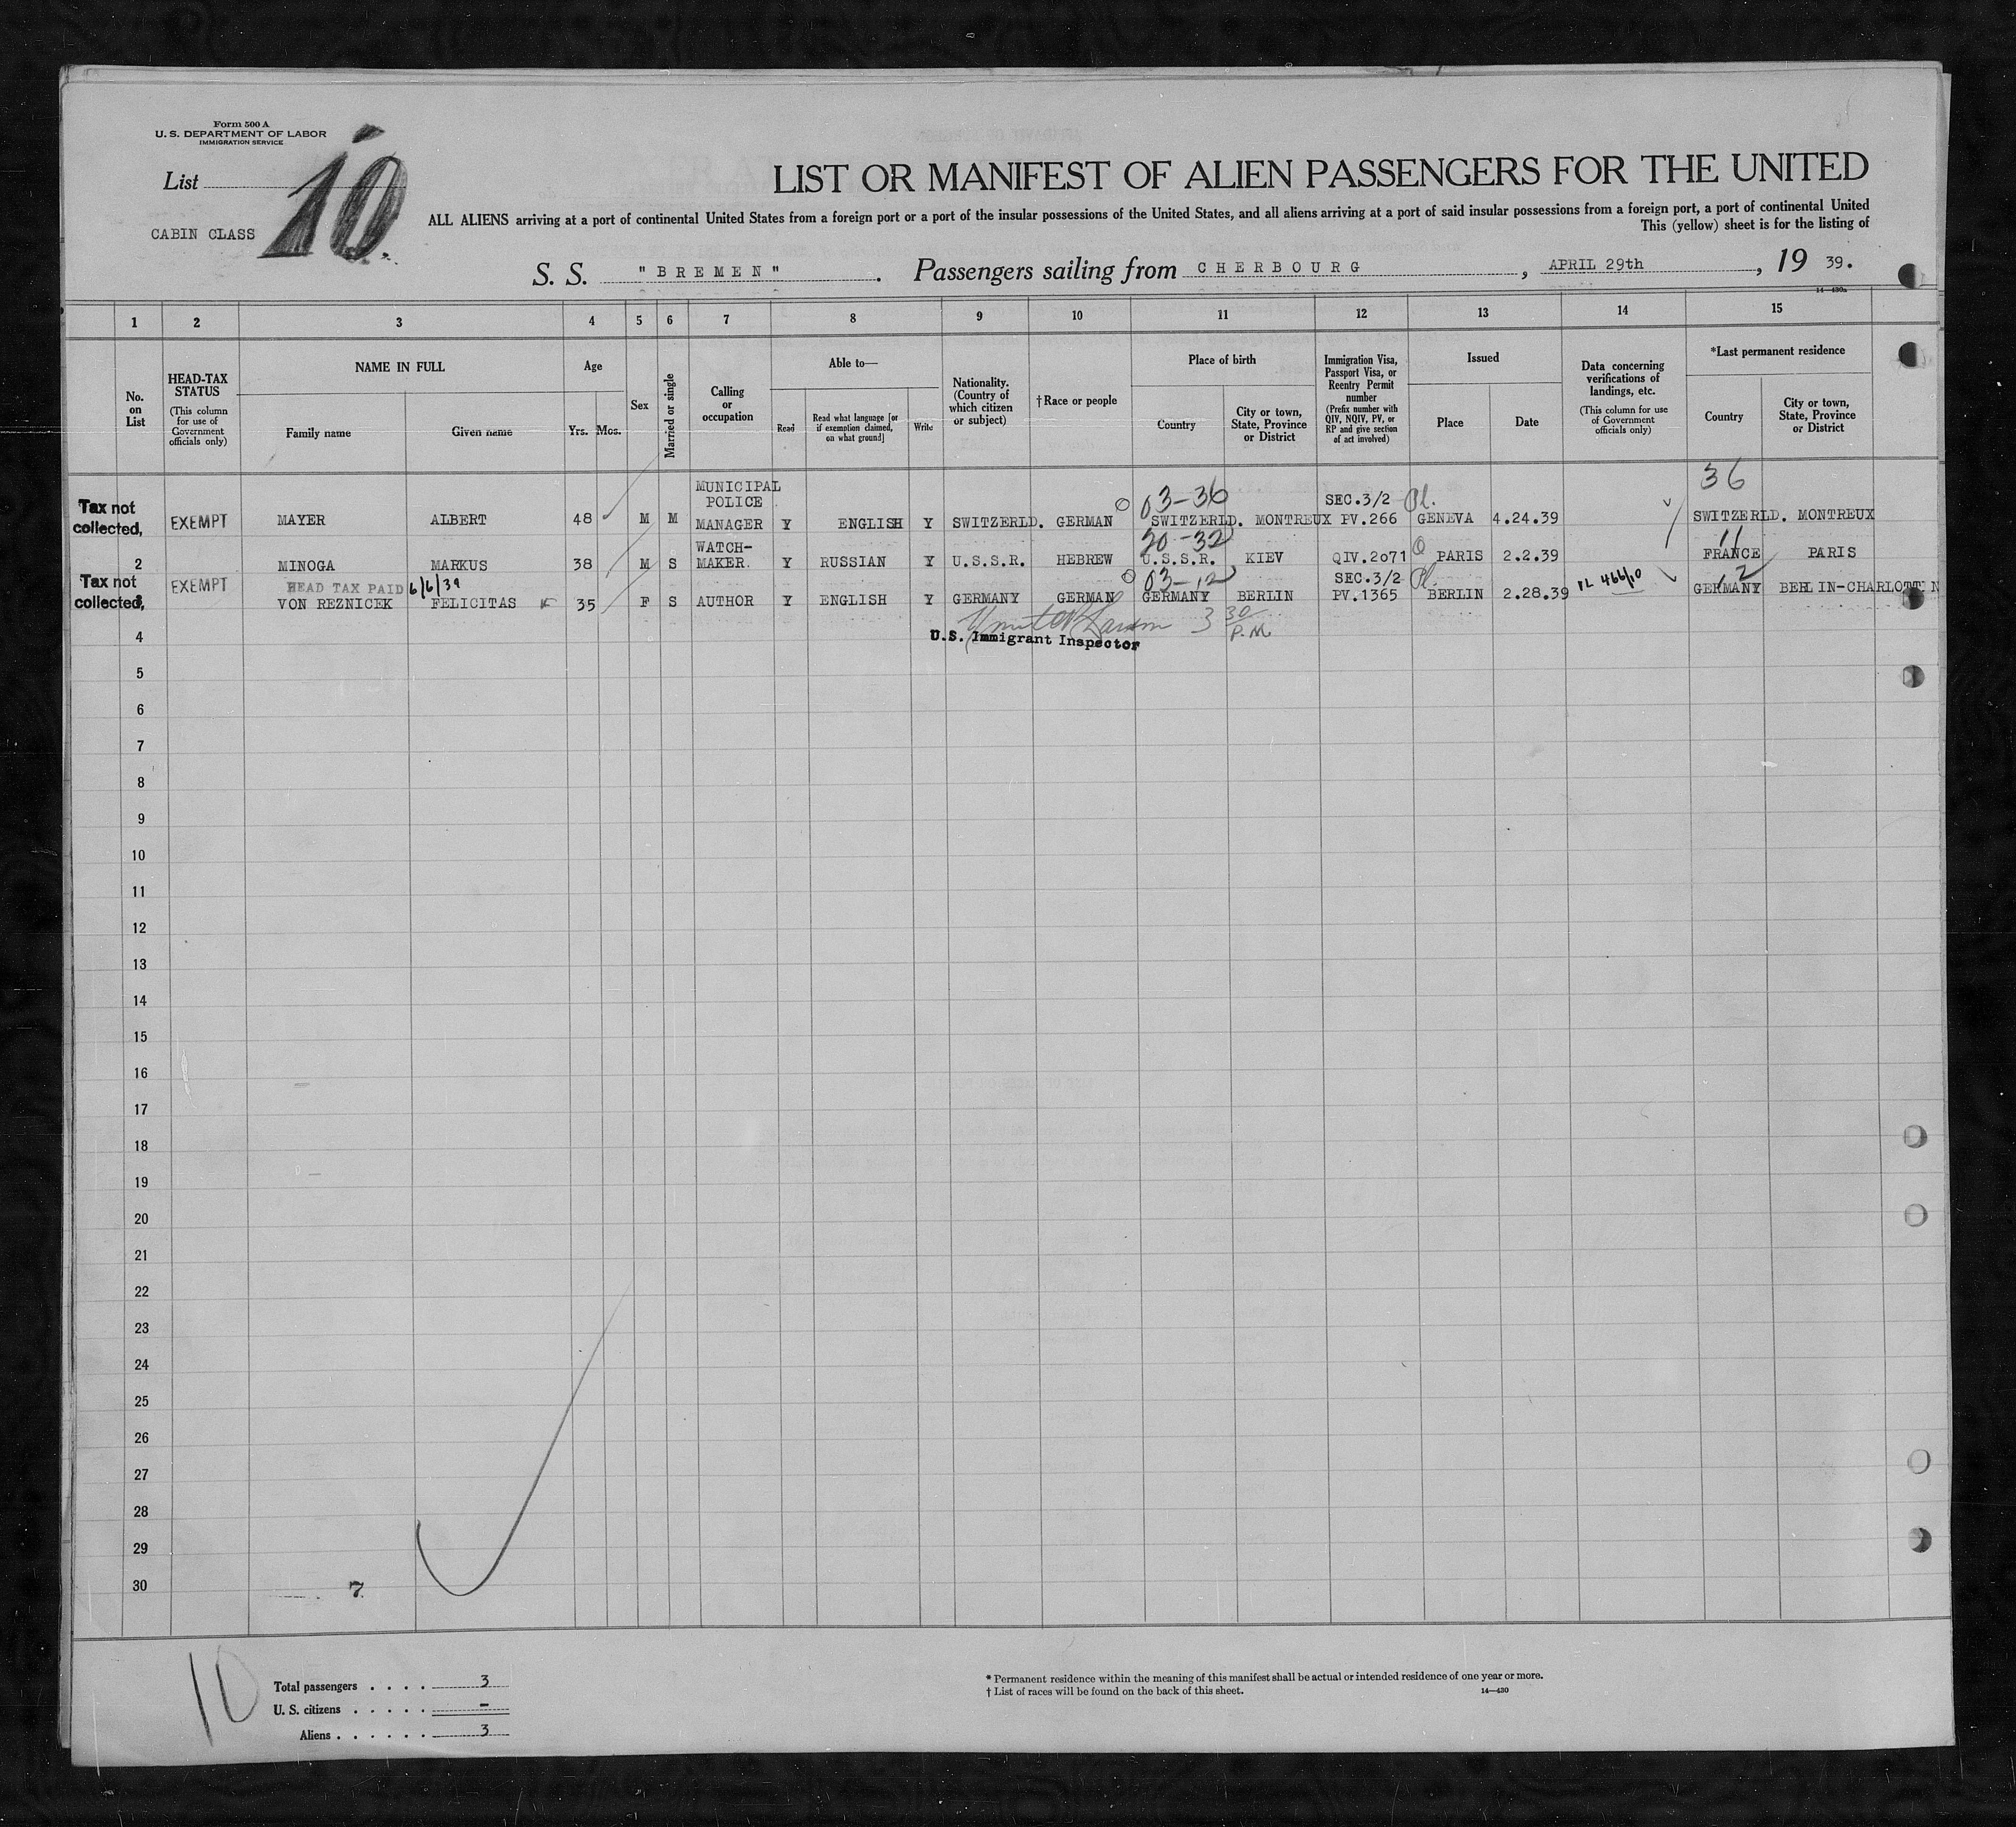 Form 500 A
U. S. DEPARTMENT OF LABOR
IMMIGRATION SERVICE
List 10.
CABIN CLASS
LIST OR MANIFEST OF ALIEN PASSENGERS FOR THE UNITED
ALL ALIENS arriving at a port of continental United States from a foreign port or a port of the insular possessions of the United States, and all aliens arriving at a port of said insular possessions from a foreign port, a port of continental United
This (yellow) sheet is for the listing of
S. S. "BREMEN". Passengers sailing from CHERBOURG, APRIL 29th, 19 39.
14—430a
1 2 3 4 5 6 7 8 9 10 11 12 13 14 15
No. on List
HEAD-TAX STATUS
(This column for use of Government officials only)
NAME IN FULL
Family name
Given name
Age
Yrs. Mos.
Sex
Married or single
Calling or occupation
Able to—
Read
Read what language [or if exemption claimed, on what ground]
Write
Nationality. (Country of which citizen or subject)
†Race or people
Place of birth
Country
City or town, State, Province or District
Immigration Visa, Passport Visa, or Reentry Permit number
(Prefix number with QIV, NQIV, PV, or RP and give section of act involved)
Issued
Place
Date
Data concerning verifications of landings, etc.
(This column for use of Government officials only)
*Last permanent residence
Country
City or town, State, Province or District
36
MUNICIPAL
POLICE 03-36 SEC.3/2 Pl.
Tax not collected, EXEMPT MAYER ALBERT 48 M M MANAGER Y ENGLISH Y SWITZERLD. GERMAN SWITZERLD. MONTREUX PV.266 GENEVA 4.24.39 SWITZERLD. MONTREUX
WATCH- 20-32 11
2 MINOGA MARKUS 38 M S MAKER. Y RUSSIAN Y U.S.S.R. HEBREW U.S.S.R. KIEV QIV.2071 PARIS 2.2.39 FRANCE PARIS
Tax not collected, EXEMPT HEAD TAX PAID 6/6/39 03-12 SEC.3/2 Pl. 466/10 12
VON REZNICEK FELICITAS 35 F S AUTHOR Y ENGLISH Y GERMANY GERMAN GERMANY BERLIN PV.1365 BERLIN 2.28.39 GERMANY BERLIN-CHARLOTTN
3 30 P.M.
4 U.S. Immigrant Inspector
5
6
7
8
9
10
11
12
13
14
15
16
17
18
19
20
21
22
23
24
25
26
27
28
29
30 7
10
Total passengers . . . . 3
U. S. citizens . . . . . –
Aliens . . . . . . 3
* Permanent residence within the meaning of this manifest shall be actual or intended residence of one year or more.
† List of races will be found on the back of this sheet. 14—430